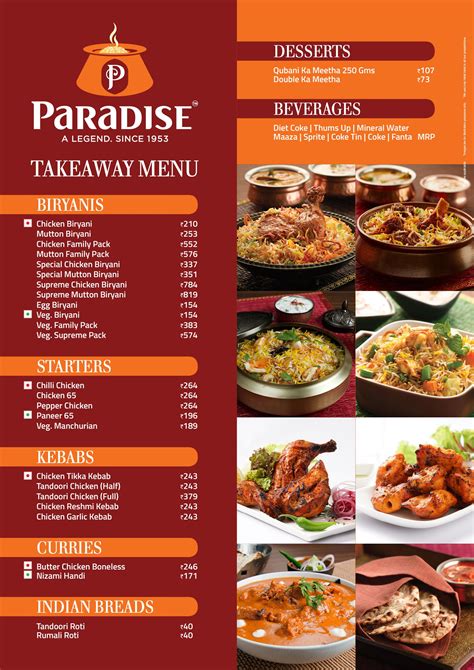 P
PARADISE™
A LEGEND. SINCE 1953
TAKEAWAY MENU
BIRYANIS
Chicken Biryani ₹210
Mutton Biryani ₹253
Chicken Family Pack ₹552
Mutton Family Pack ₹576
Special Chicken Biryani ₹337
Special Mutton Biryani ₹351
Supreme Chicken Biryani ₹784
Supreme Mutton Biryani ₹819
Egg Biryani ₹154
Veg. Biryani ₹154
Veg. Family Pack ₹383
Veg. Supreme Pack ₹574
STARTERS
Chilli Chicken ₹264
Chicken 65 ₹264
Pepper Chicken ₹264
Paneer 65 ₹196
Veg. Manchurian ₹189
KEBABS
Chicken Tikka Kebab ₹243
Tandoori Chicken (Half) ₹243
Tandoori Chicken (Full) ₹379
Chicken Reshmi Kebab ₹243
Chicken Garlic Kebab ₹243
CURRIES
Butter Chicken Boneless ₹246
Nizami Handi ₹171
INDIAN BREADS
Tandoori Roti ₹40
Rumali Roti ₹40
DESSERTS
Qubani Ka Meetha 250 Gms ₹107
Double Ka Meetha ₹73
BEVERAGES
Diet Coke | Thums Up | Mineral Water
Maaza | Sprite | Coke Tin | Coke | Fanta MRP